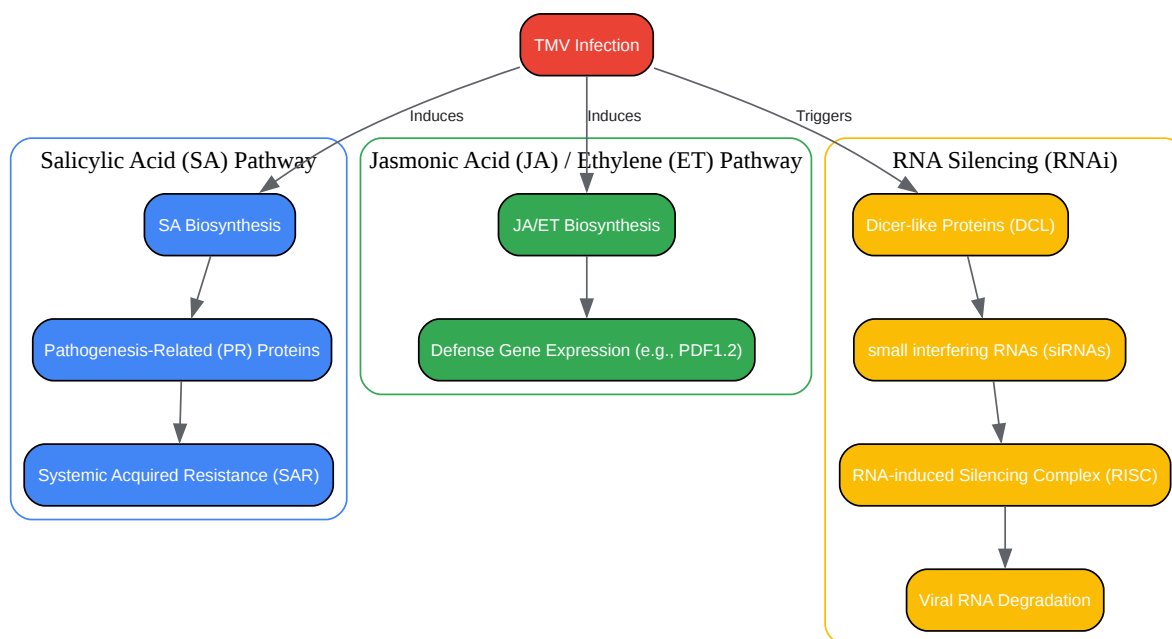 TMV Infection
Induces
Induces
Triggers
Salicylic Acid (SA) Pathway
SA Biosynthesis
Pathogenesis-Related (PR) Proteins
Systemic Acquired Resistance (SAR)
Jasmonic Acid (JA) / Ethylene (ET) Pathway
JA/ET Biosynthesis
Defense Gene Expression (e.g., PDF1.2)
RNA Silencing (RNAi)
Dicer-like Proteins (DCL)
small interfering RNAs (siRNAs)
RNA-induced Silencing Complex (RISC)
Viral RNA Degradation